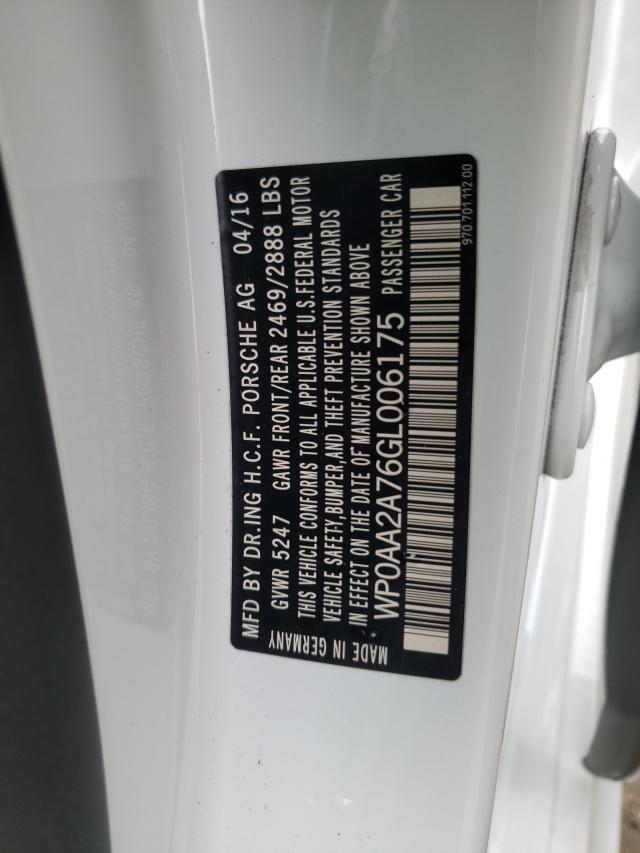 MFD BY DR.ING H.C.F. PORSCHE AG 04/16
GVWR 5247 GAWR FRONT/REAR 2469/2888 LBS
THIS VEHICLE CONFORMS TO ALL APPLICABLE U.S.FEDERAL MOTOR
VEHICLE SAFETY,BUMPER,AND THEFT PREVENTION STANDARDS
IN EFFECT ON THE DATE OF MANUFACTURE SHOWN ABOVE
WP0AA2A76GL006175 PASSENGER CAR
MADE IN GERMANY
970.701.112.00